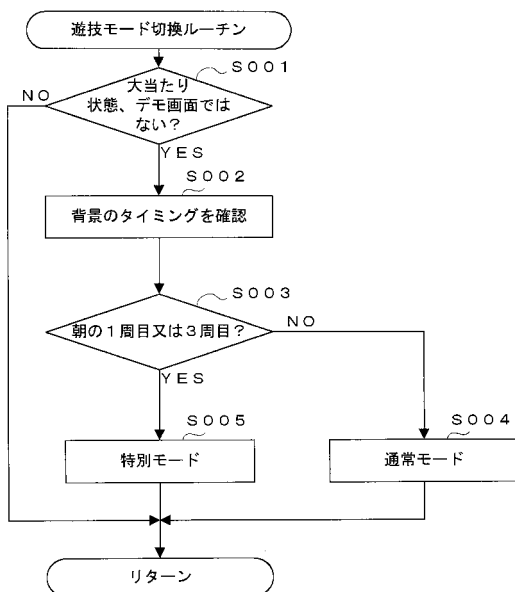 遊技モード切換ルーチン
S001
大当たり
状態、デモ画面では
ない?
NO
YES
S002
背景のタイミングを確認
S003
朝の1周目又は3周目?
NO
YES
S005
特別モード
S004
通常モード
リターン